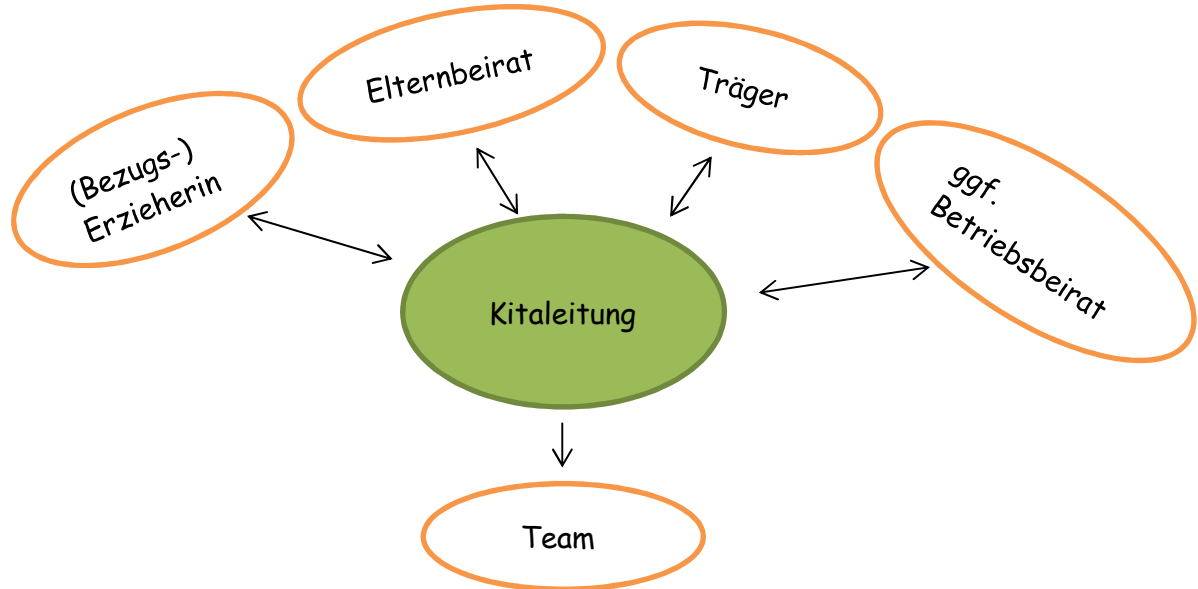 Elternbeirat
Träger
(Bezugs-)
Erzieherin
ggf.
Betriebsbeirat
Kitaleitung
Team